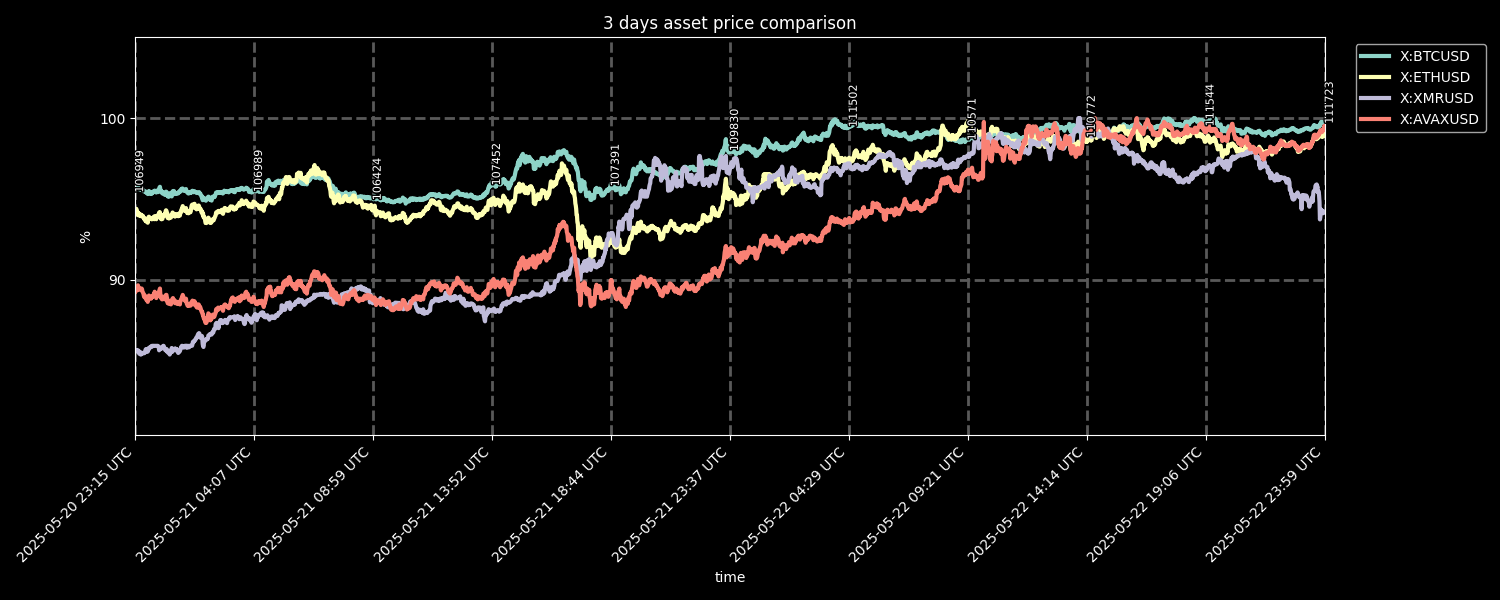 3 days asset price comparison
X:BTCUSD
X:ETHUSD
X:XMRUSD
X:AVAXUSD
100
90
%
106949
106985
106424
107452
107391
109830
111502
110571
110772
111544
111723
2025-05-20 23:15 UTC
2025-05-21 04:07 UTC
2025-05-21 08:59 UTC
2025-05-21 13:52 UTC
2025-05-21 18:44 UTC
2025-05-21 23:37 UTC
2025-05-22 04:29 UTC
2025-05-22 09:21 UTC
2025-05-22 14:14 UTC
2025-05-22 19:06 UTC
2025-05-22 23:59 UTC
time